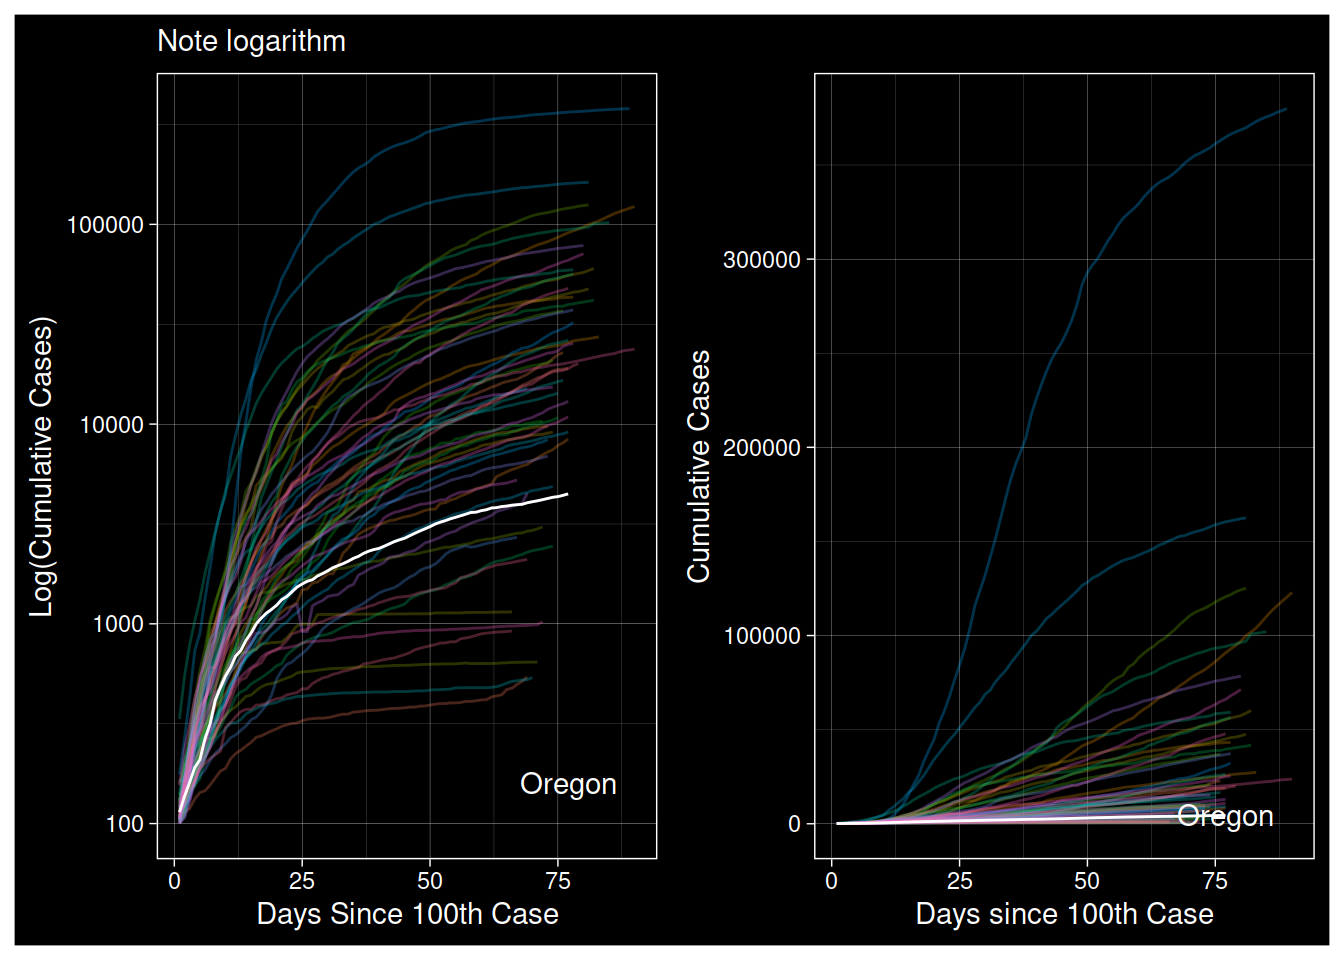 Note logarithm
Log(Cumulative Cases)
100000
10000
1000
100
Oregon
0
25
50
75
Days Since 100th Case
Cumulative Cases
300000
200000
100000
0
Oregon
0
25
50
75
Days since 100th Case